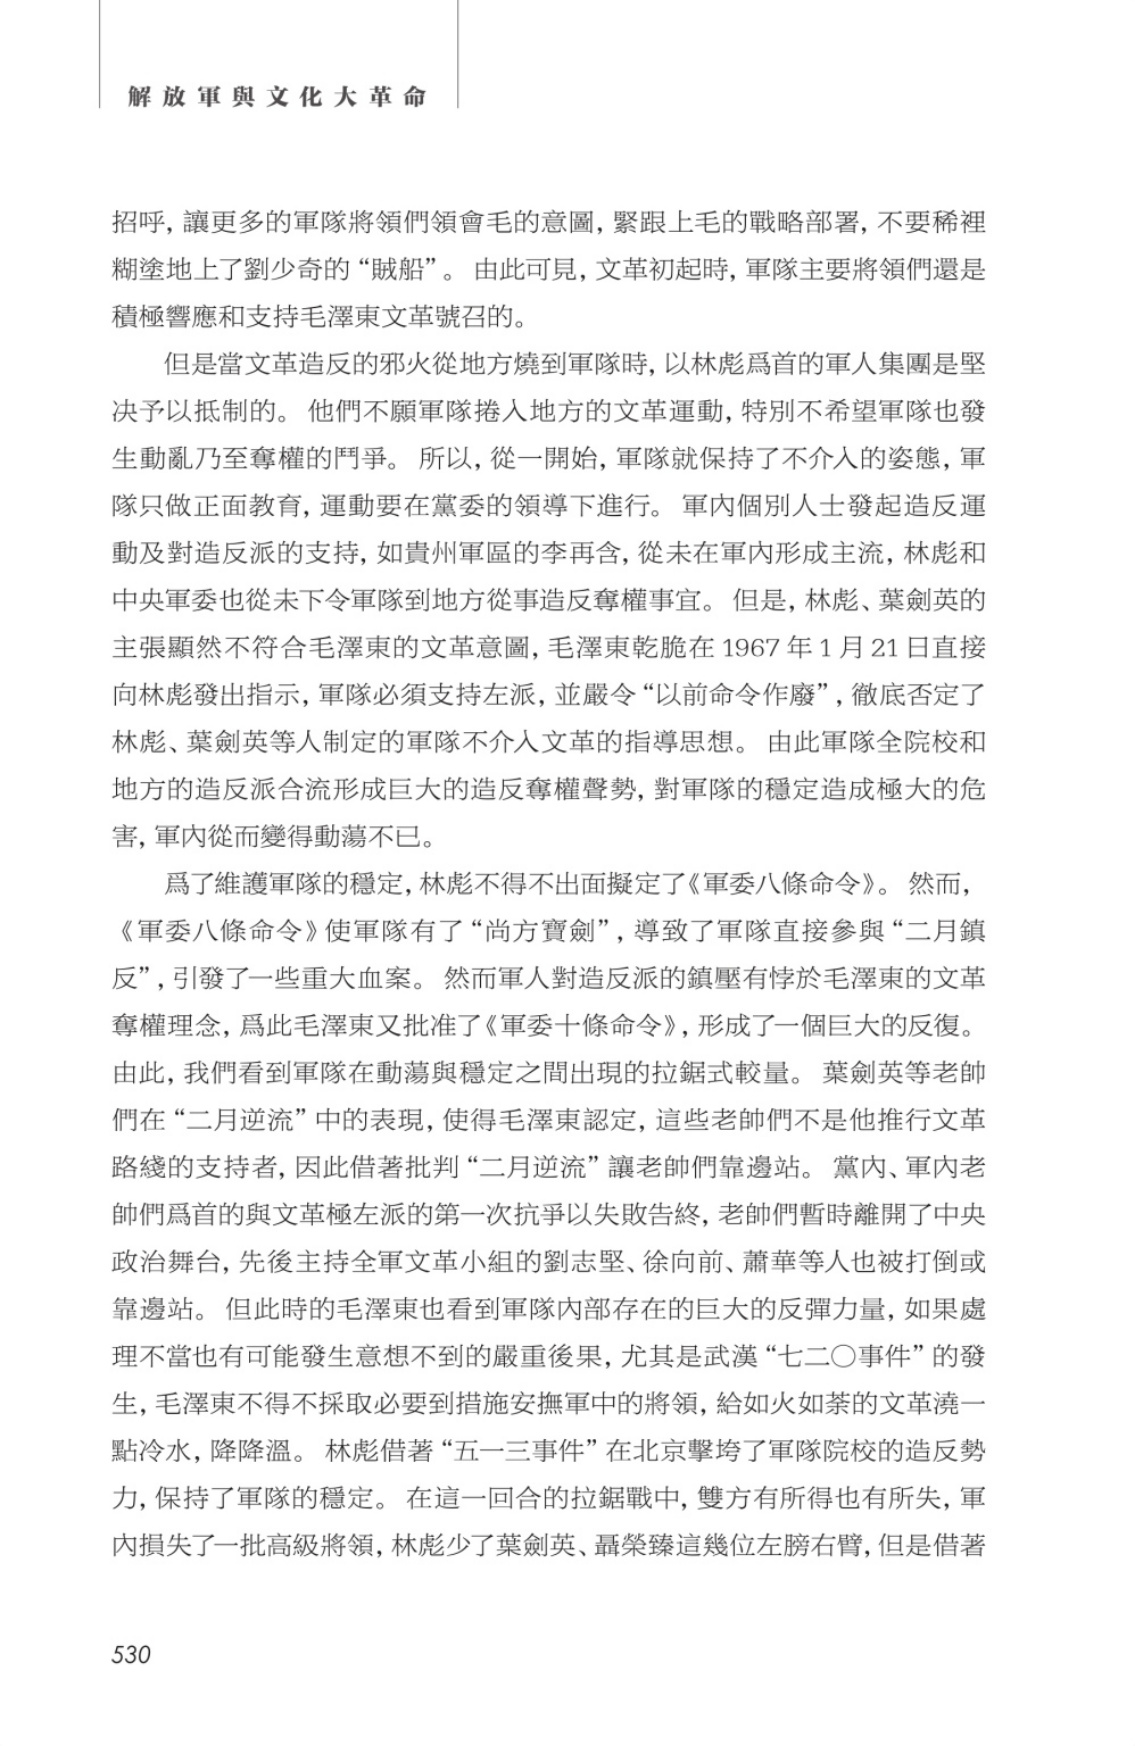 解放軍與文化大革命
招呼, 讓更多的軍隊將領們領會毛的意圖, 緊跟上毛的戰略部署, 不要稀裡
糊塗地上了劉少奇的“賊船”。 由此可見, 文革初起時, 軍隊主要將領們還是
積極響應和支持毛澤東文革號召的。
但是當文革造反的邪火從地方燒到軍隊時, 以林彪爲首的軍人集團是堅
決予以抵制的。 他們不願軍隊捲入地方的文革運動, 特別不希望軍隊也發
生動亂乃至奪權的鬥爭。 所以, 從一開始, 軍隊就保持了不介入的姿態, 軍
隊只做正面教育, 運動要在黨委的領導下進行。 軍內個別人士發起造反運
動及對造反派的支持, 如貴州軍區的李再含, 從未在軍內形成主流, 林彪和
中央軍委也從未下令軍隊到地方從事造反奪權事宜。 但是, 林彪、葉劍英的
主張顯然不符合毛澤東的文革意圖, 毛澤東乾脆在 1967 年 1 月 21 日直接
向林彪發出指示, 軍隊必須支持左派, 並嚴令“以前命令作廢”, 徹底否定了
林彪、葉劍英等人制定的軍隊不介入文革的指導思想。 由此軍隊全院校和
地方的造反派合流形成巨大的造反奪權聲勢, 對軍隊的穩定造成極大的危
害, 軍內從而變得動蕩不已。
爲了維護軍隊的穩定, 林彪不得不出面擬定了《軍委八條命令》。 然而,
《軍委八條命令》使軍隊有了“尚方寶劍”, 導致了軍隊直接參與“二月鎮
反”, 引發了一些重大血案。 然而軍人對造反派的鎮壓有悖於毛澤東的文革
奪權理念, 爲此毛澤東又批准了《軍委十條命令》, 形成了一個巨大的反復。
由此, 我們看到軍隊在動蕩與穩定之間出現的拉鋸式較量。 葉劍英等老帥
們在“二月逆流”中的表現, 使得毛澤東認定, 這些老帥們不是他推行文革
路綫的支持者, 因此借著批判“二月逆流”讓老帥們靠邊站。 黨內、軍內老
帥們爲首的與文革極左派的第一次抗爭以失敗告終, 老帥們暫時離開了中央
政治舞台, 先後主持全軍文革小組的劉志堅、徐向前、蕭華等人也被打倒或
靠邊站。 但此時的毛澤東也看到軍隊內部存在的巨大的反彈力量, 如果處
理不當也有可能發生意想不到的嚴重後果, 尤其是武漢“七二〇事件”的發
生, 毛澤東不得不採取必要到措施安撫軍中的將領, 給如火如荼的文革澆一
點冷水, 降降溫。 林彪借著“五一三事件”在北京擊垮了軍隊院校的造反勢
力, 保持了軍隊的穩定。 在這一回合的拉鋸戰中, 雙方有所得也有所失, 軍
內損失了一批高級將領, 林彪少了葉劍英、聶榮臻這幾位左膀右臂, 但是借著
530